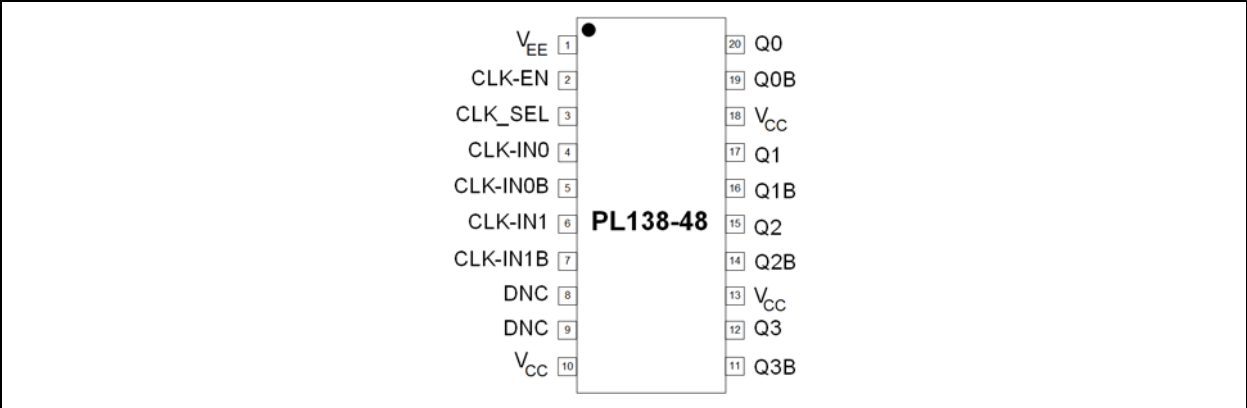 VEE 1 20 Q0
CLK-EN 2 19 Q0B
CLK_SEL 3 18 VCC
CLK-IN0 4 17 Q1
CLK-IN0B 5 16 Q1B
CLK-IN1 6 PL138-48 15 Q2
CLK-IN1B 7 14 Q2B
DNC 8 13 VCC
DNC 9 12 Q3
VCC 10 11 Q3B